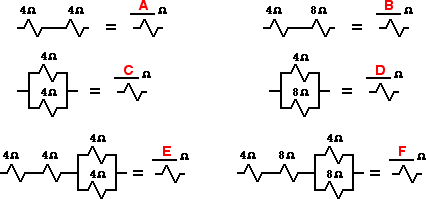 4Ω 4Ω = A Ω
4Ω 8Ω = B Ω
4Ω
4Ω = C Ω
4Ω
8Ω = D Ω
4Ω 4Ω 4Ω
4Ω = E Ω
4Ω 8Ω 4Ω
8Ω = F Ω